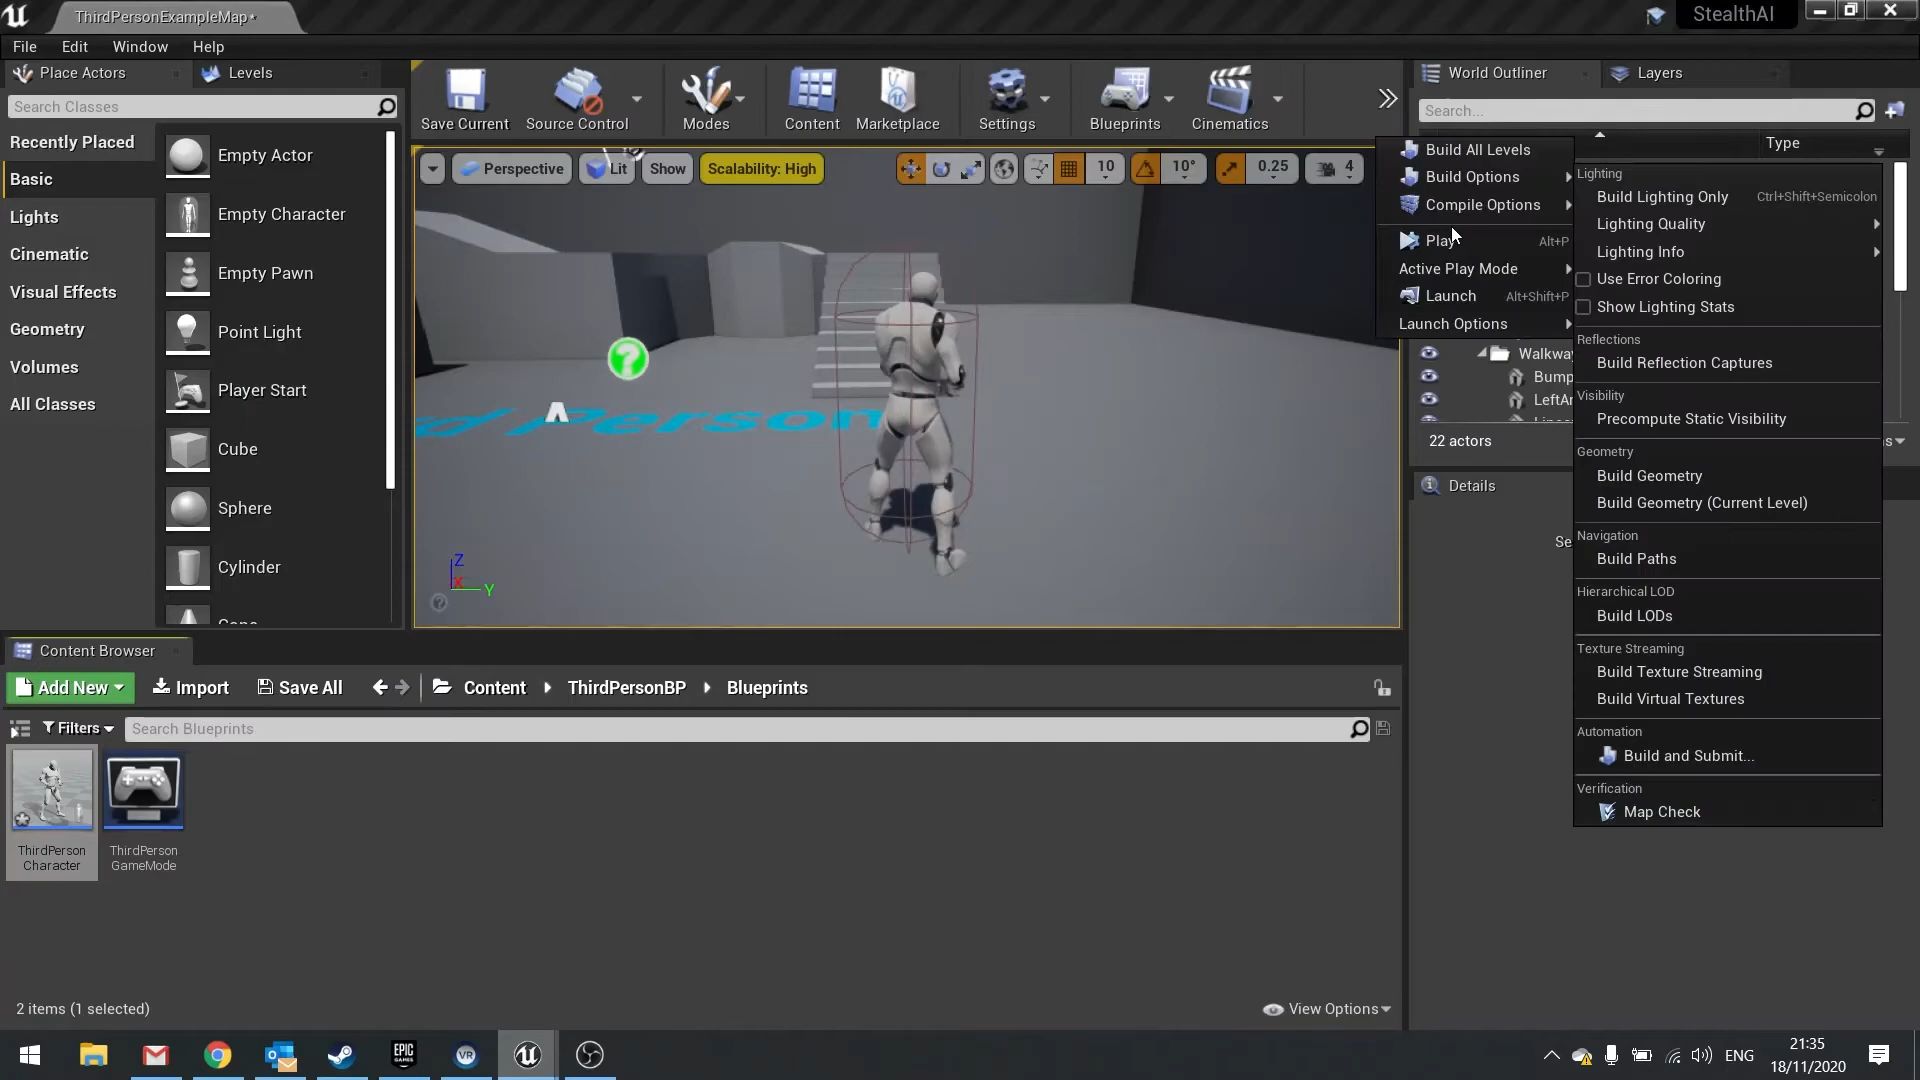 ThirdPersonExampleMap*
StealthAI
File Edit Window Help
Place Actors
Levels
Search Classes
Recently Placed
Basic
Lights
Cinematic
Visual Effects
Geometry
Volumes
All Classes
Empty Actor
Empty Character
Empty Pawn
Point Light
Player Start
Cube
Sphere
Cylinder
Cone
Save Current
Source Control
Modes
Content
Marketplace
Settings
Blueprints
Cinematics
Perspective
Lit
Show
Scalability: High
10
10°
0.25
4
Person
Z
X
Y
World Outliner
Layers
Search...
Type
Build All Levels
Build Options
Compile Options
Play Alt+P
Active Play Mode
Launch Alt+Shift+P
Launch Options
Lighting
Build Lighting Only Ctrl+Shift+Semicolon
Lighting Quality
Lighting Info
Use Error Coloring
Show Lighting Stats
Reflections
Build Reflection Captures
Visibility
Precompute Static Visibility
Geometry
Build Geometry
Build Geometry (Current Level)
Navigation
Build Paths
Hierarchical LOD
Build LODs
Texture Streaming
Build Texture Streaming
Build Virtual Textures
Automation
Build and Submit...
Verification
Map Check
Walkway
Bump
LeftAr
22 actors
Details
Se
Content Browser
Add New
Import
Save All
Content
ThirdPersonBP
Blueprints
Filters
Search Blueprints
ThirdPerson
Character
ThirdPerson
GameMode
2 items (1 selected)
View Options
EPIC
GAMES
VR
ENG
21:35
18/11/2020